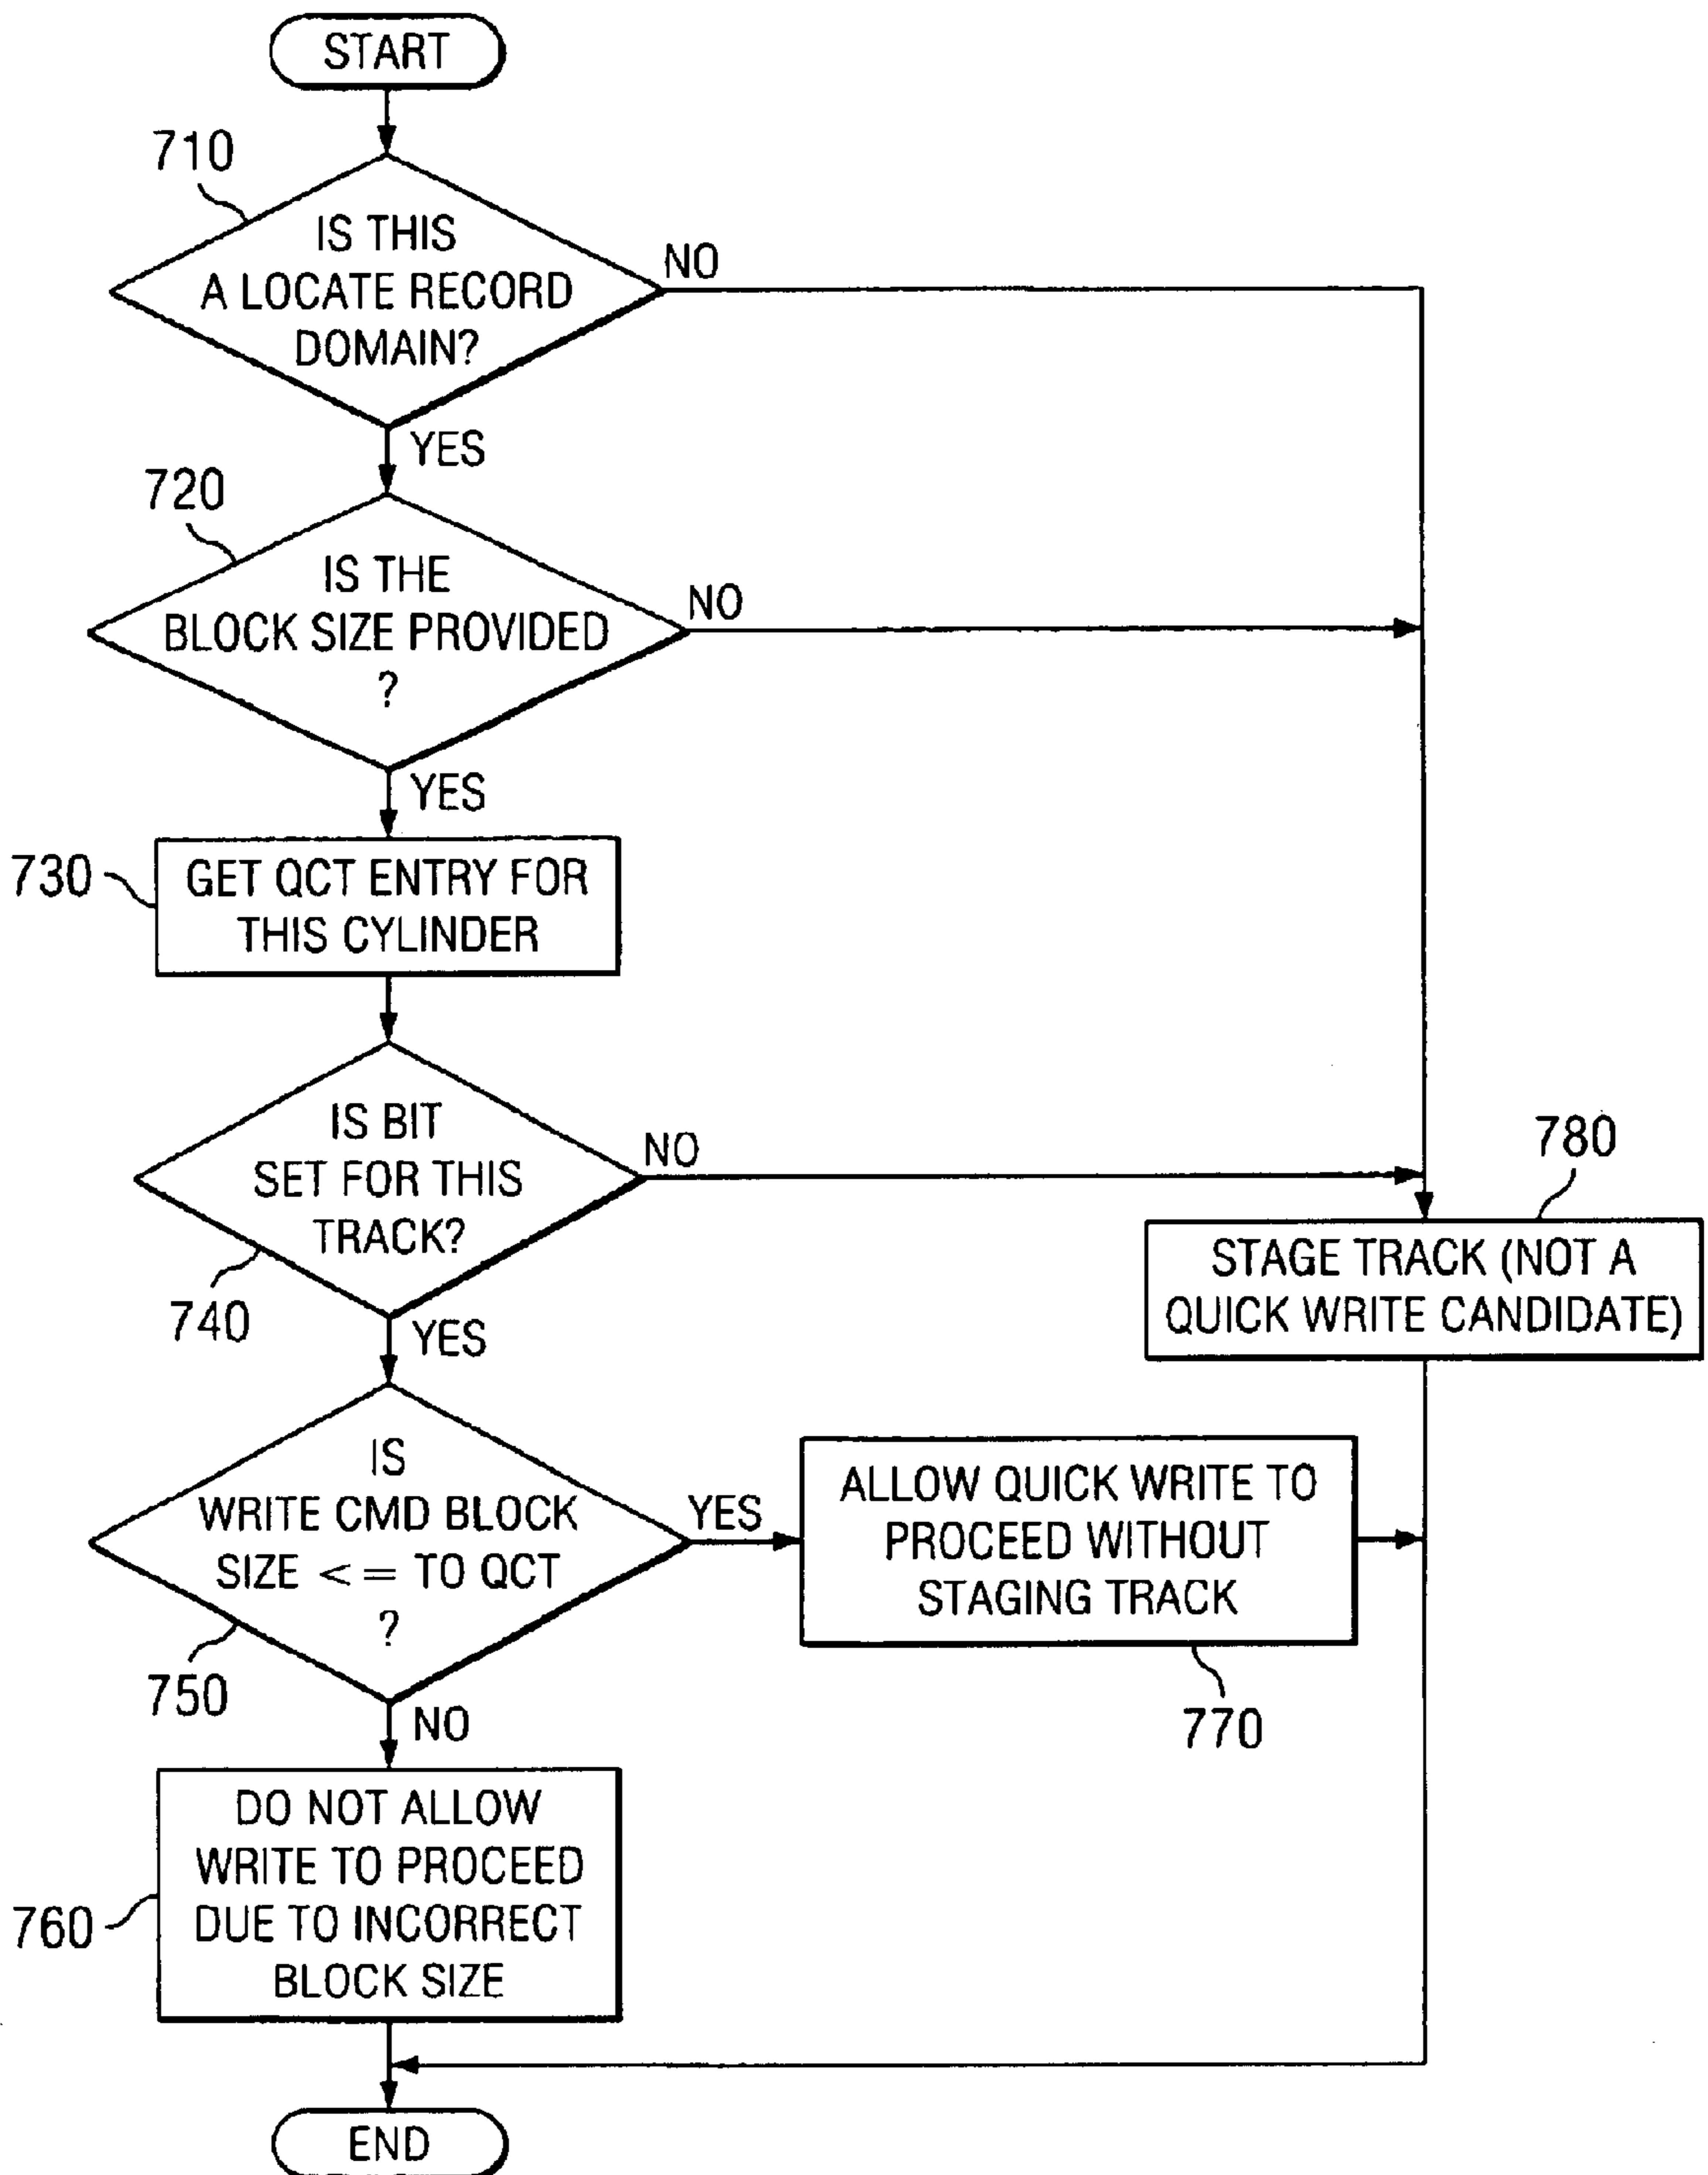 START
710
IS THIS
A LOCATE RECORD
DOMAIN?
NO
YES
720
IS THE
BLOCK SIZE PROVIDED
?
NO
YES
730
GET QCT ENTRY FOR
THIS CYLINDER
IS BIT
SET FOR THIS
TRACK?
NO
740
YES
780
STAGE TRACK (NOT A
QUICK WRITE CANDIDATE)
IS
WRITE CMD BLOCK
SIZE < = TO QCT
?
YES
750
NO
ALLOW QUICK WRITE TO
PROCEED WITHOUT
STAGING TRACK
770
DO NOT ALLOW
WRITE TO PROCEED
DUE TO INCORRECT
BLOCK SIZE
760
END